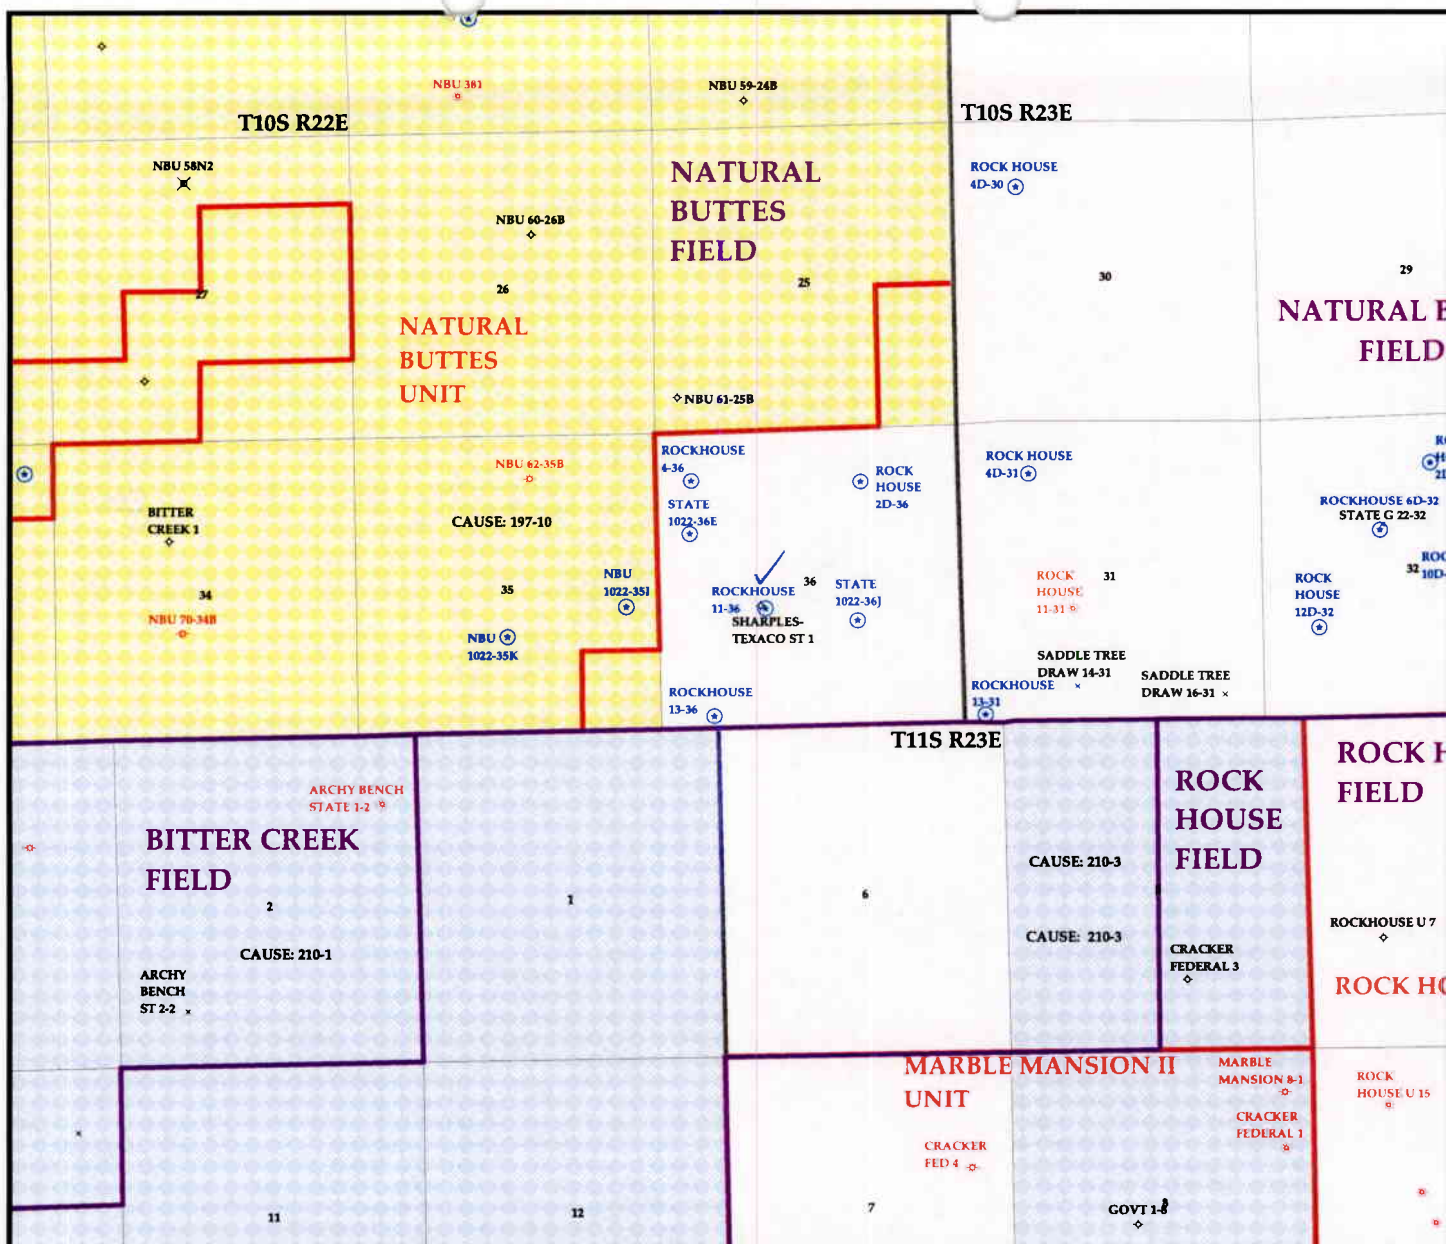 NBU 381
NBU 59-24B
T10S R22E
T10S R23E
NBU 58N2
NATURAL
BUTTES
FIELD
ROCK HOUSE
4D-30
NBU 60-26B
27
26
25
30
29
NATURAL
BUTTES
UNIT
NATURAL B
FIELD
NBU 61-25B
ROCKHOUSE
4-36
ROCK
HOUSE
2D-36
ROCK HOUSE
4D-31
NBU 62-35B
STATE
1022-36E
CAUSE: 197-10
BITTER
CREEK 1
ROCKHOUSE 6D-32
STATE G 22-32
NBU
1022-35J
ROCKHOUSE
11-36
36
STATE
1022-36J
SHARPLES-
TEXACO ST 1
ROCK
HOUSE
11-31
31
ROCK
HOUSE
12D-32
32
ROC
10D-
34
35
NBU 70-34B
NBU
1022-35K
SADDLE TREE
DRAW 14-31
SADDLE TREE
DRAW 16-31
ROCKHOUSE
13-36
ROCKHOUSE
13-31
T11S R23E
ROCK H
FIELD
ROCK
HOUSE
FIELD
ARCHY BENCH
STATE 1-2
BITTER CREEK
FIELD
CAUSE: 210-3
2
1
6
CAUSE: 210-3
CAUSE: 210-1
ARCHY
BENCH
ST 2-2
CRACKER
FEDERAL 3
ROCKHOUSE U 7
ROCK HO
MARBLE MANSION II
UNIT
MARBLE
MANSION 8-1
ROCK
HOUSE U 15
CRACKER
FEDERAL 1
CRACKER
FED 4
11
12
7
8
GOVT 1-8